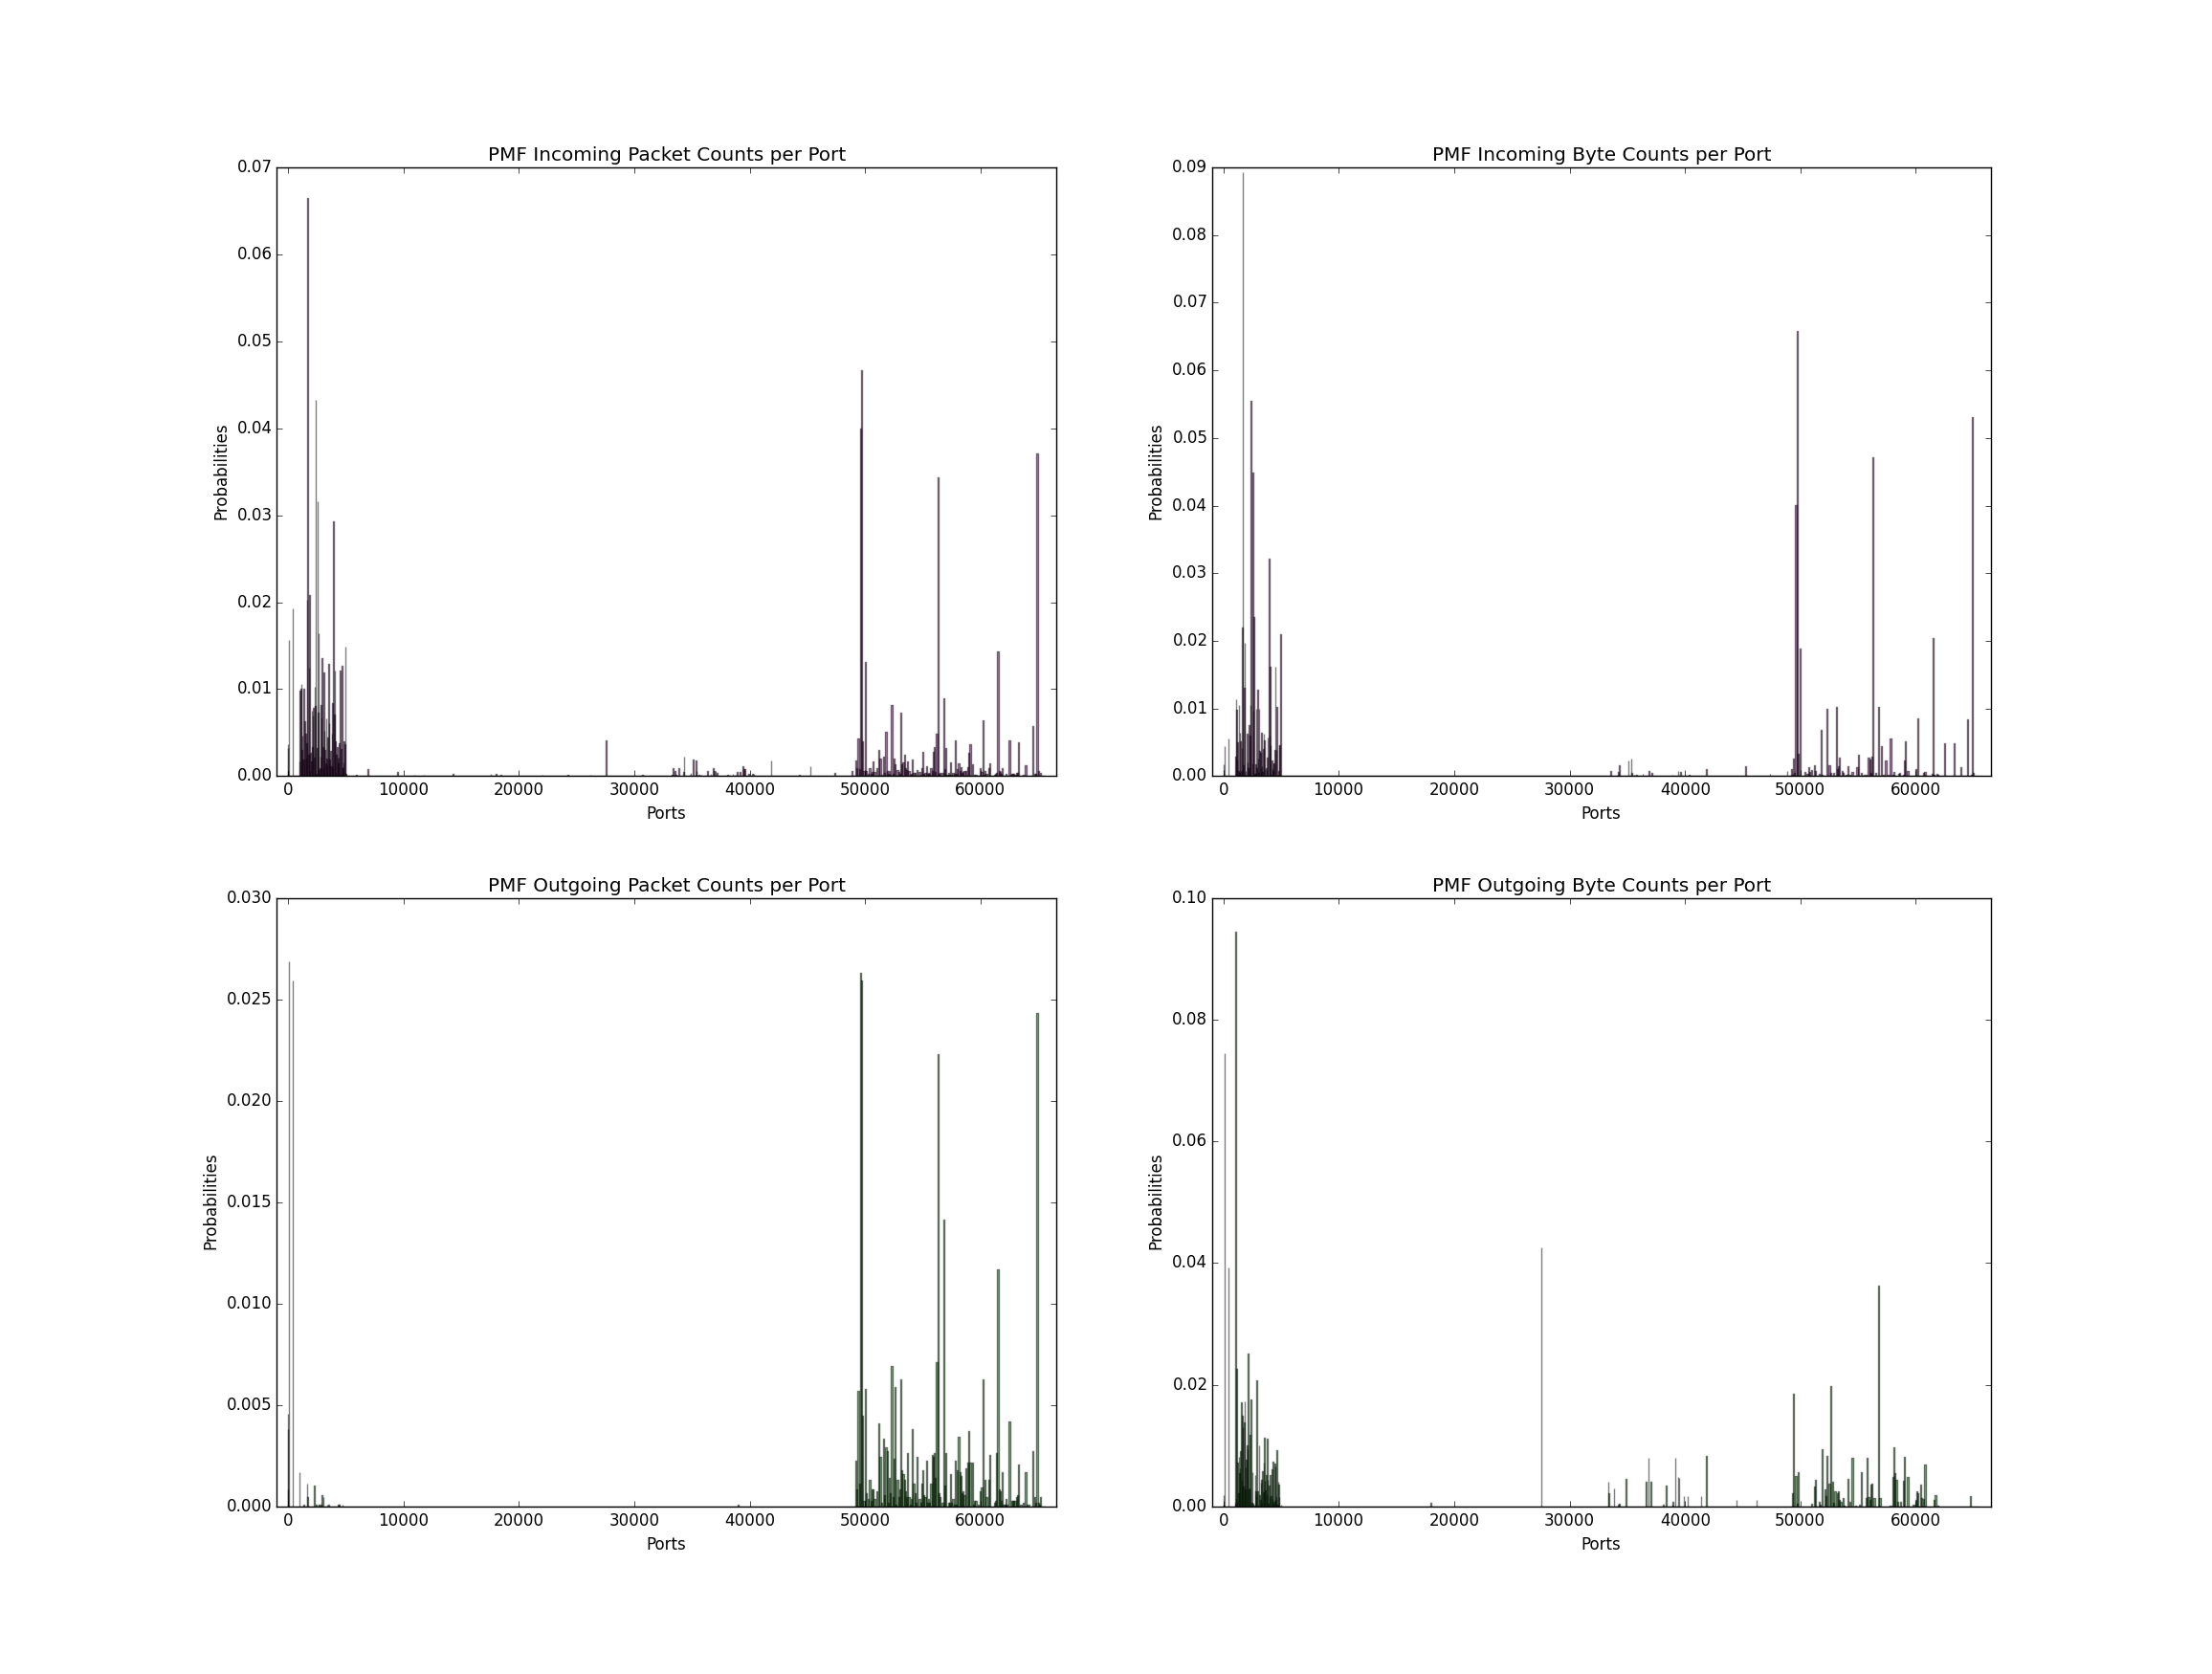 PMF Incoming Packet Counts per Port
0.07
0.06
0.05
0.04
0.03
0.02
0.01
0.00
Probabilities
0 10000 20000 30000 40000 50000 60000
Ports
PMF Incoming Byte Counts per Port
0.09
0.08
0.07
0.06
0.05
0.04
0.03
0.02
0.01
0.00
Probabilities
0 10000 20000 30000 40000 50000 60000
Ports
PMF Outgoing Packet Counts per Port
0.030
0.025
0.020
0.015
0.010
0.005
0.000
Probabilities
0 10000 20000 30000 40000 50000 60000
Ports
PMF Outgoing Byte Counts per Port
0.10
0.08
0.06
0.04
0.02
0.00
Probabilities
0 10000 20000 30000 40000 50000 60000
Ports